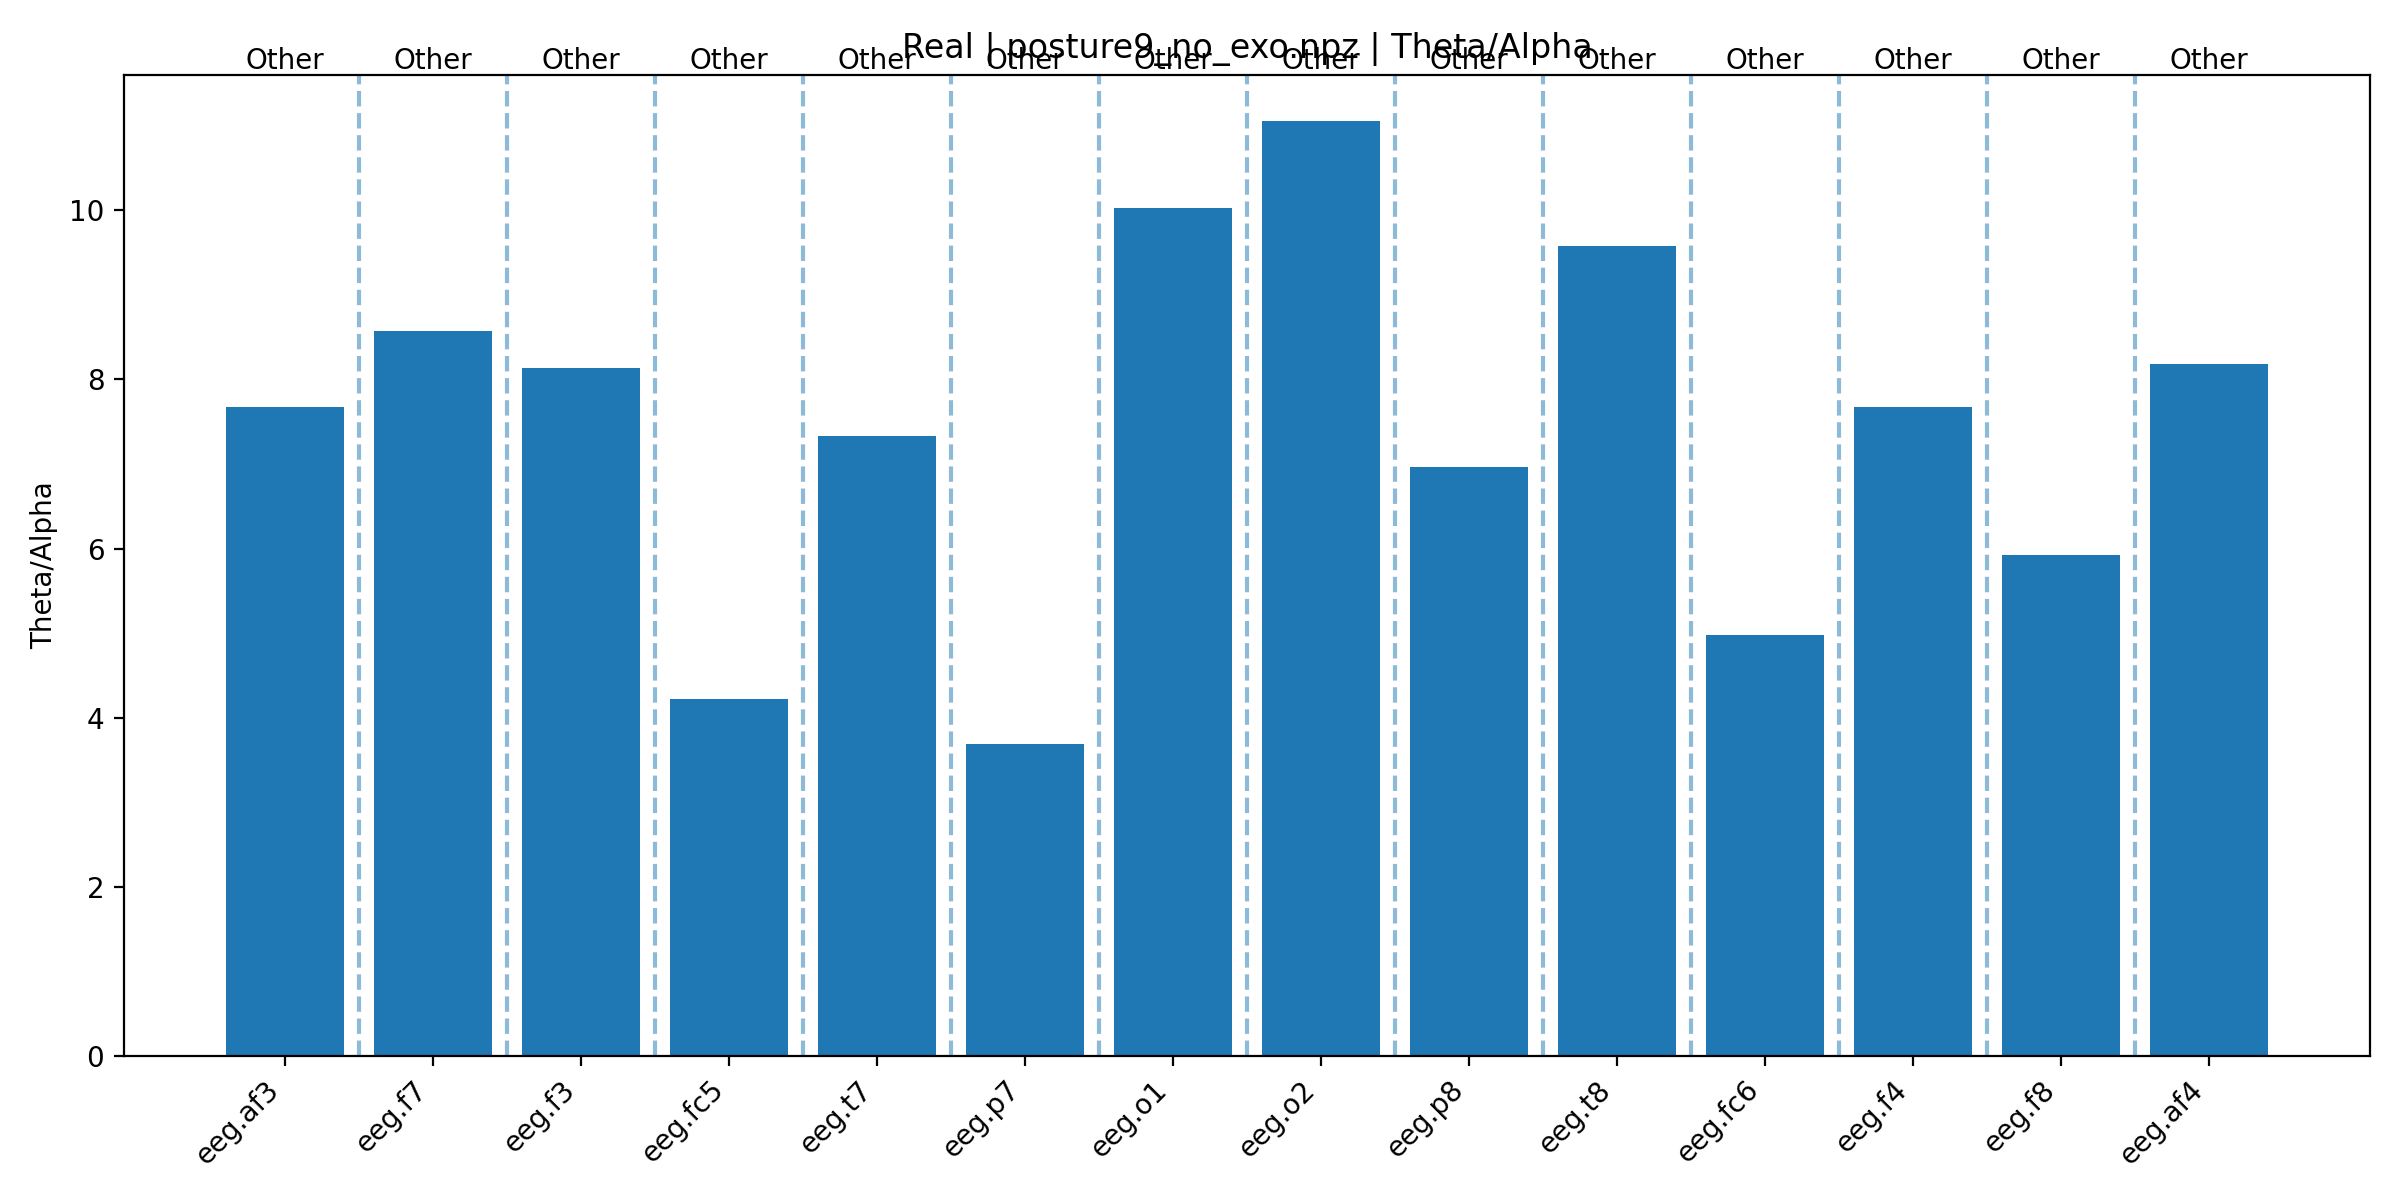 Real | posture9_no_exo.npz | Theta/Alpha
Other Other Other Other Other Other Other Other Other Other Other Other Other Other
Theta/Alpha
10
8
6
4
2
0
eeg.af3 eeg.f7 eeg.f3 eeg.fc5 eeg.t7 eeg.p7 eeg.o1 eeg.o2 eeg.p8 eeg.t8 eeg.fc6 eeg.f4 eeg.f8 eeg.af4